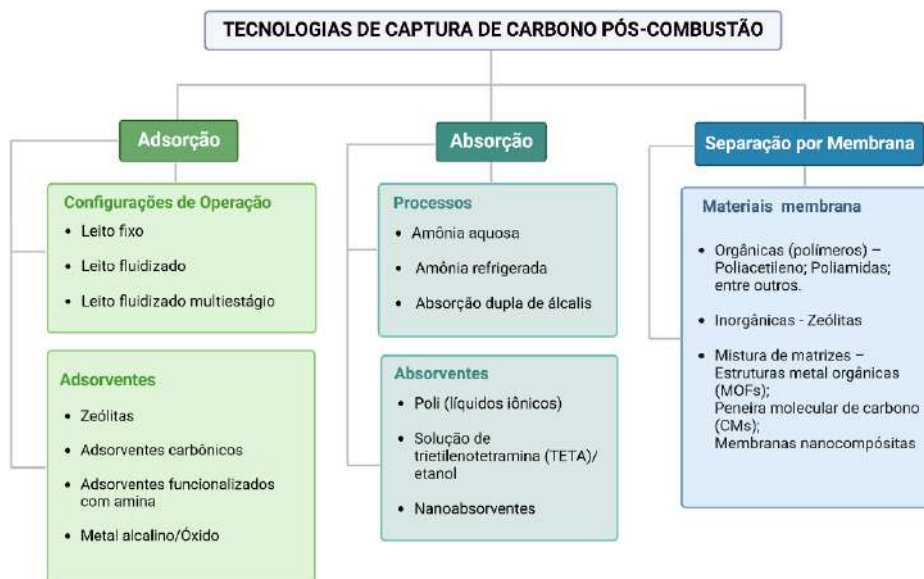 TECNOLOGIAS DE CAPTURA DE CARBONO PÓS-COMBUSTÃO
Adsorção
Configurações de Operação
• Leito fixo
• Leito fluidizado
• Leito fluidizado multiestágio
Adsorventes
• Zeólitas
• Adsorventes carbônicos
• Adsorventes funcionalizados
com amina
• Metal alcalino/Óxido
Absorção
Processos
• Amônia aquosa
• Amônia refrigerada
• Absorção dupla de álcalis
Absorventes
• Poli (líquidos iônicos)
• Solução de
trietilenotetramina (TETA)/
etanol
• Nanoabsorventes
Separação por Membrana
Materiais membrana
• Orgânicas (polímeros) –
Poliacetileno; Poliamidas;
entre outros.
• Inorgânicas - Zeólitas
• Mistura de matrizes –
Estruturas metal orgânicas
(MOFs);
Peneira molecular de carbono
(CMs);
Membranas nanocompósitas